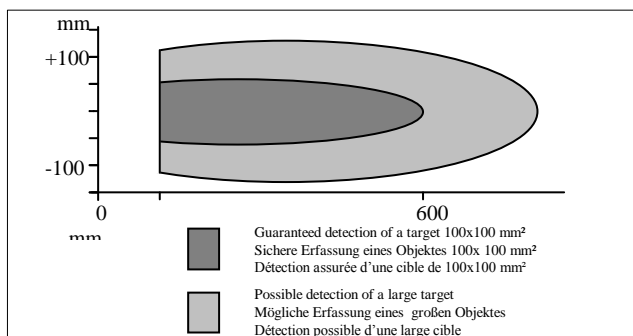 mm
+100
-100
0
600
mm
Guaranteed detection of a target 100x100 mm²
Sichere Erfassung eines Objektes 100x 100 mm²
Détection assurée d’une cible de 100x100 mm²
Possible detection of a large target
Mögliche Erfassung eines großen Objektes
Détection possible d’une large cible